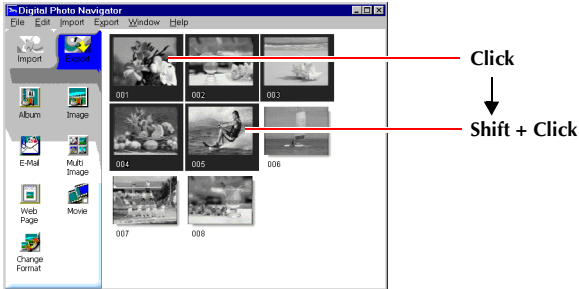 Digital Photo Navigator
File Edit Import Export Window Help
Import
Export
Album
Image
E-Mail
Multi
Image
Web
Page
Movie
Change
Format
001
002
003
004
005
006
007
008
Click
Shift + Click